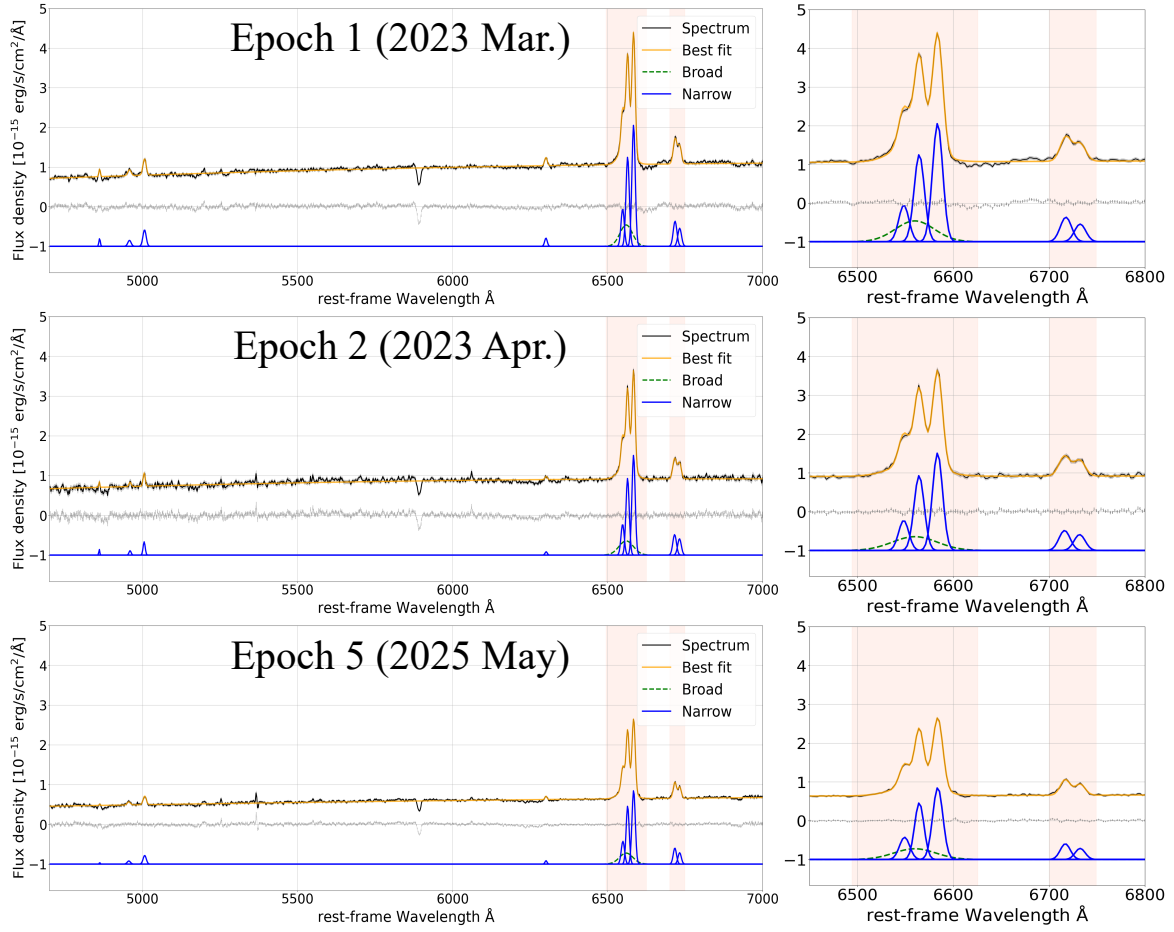 Epoch 1 (2023 Mar.)
Flux density [10⁻¹⁵ erg/s/cm²/Å]
5
4
3
2
1
0
−1
Spectrum
Best fit
Broad
Narrow
5000 5500 6000 6500 7000
rest-frame Wavelength Å
5
4
3
2
1
0
−1
6500 6600 6700 6800
rest-frame Wavelength Å
Epoch 2 (2023 Apr.)
Flux density [10⁻¹⁵ erg/s/cm²/Å]
5
4
3
2
1
0
−1
Spectrum
Best fit
Broad
Narrow
5000 5500 6000 6500 7000
rest-frame Wavelength Å
5
4
3
2
1
0
−1
6500 6600 6700 6800
rest-frame Wavelength Å
Epoch 5 (2025 May)
Flux density [10⁻¹⁵ erg/s/cm²/Å]
5
4
3
2
1
0
−1
Spectrum
Best fit
Broad
Narrow
5000 5500 6000 6500 7000
rest-frame Wavelength Å
5
4
3
2
1
0
−1
6500 6600 6700 6800
rest-frame Wavelength Å